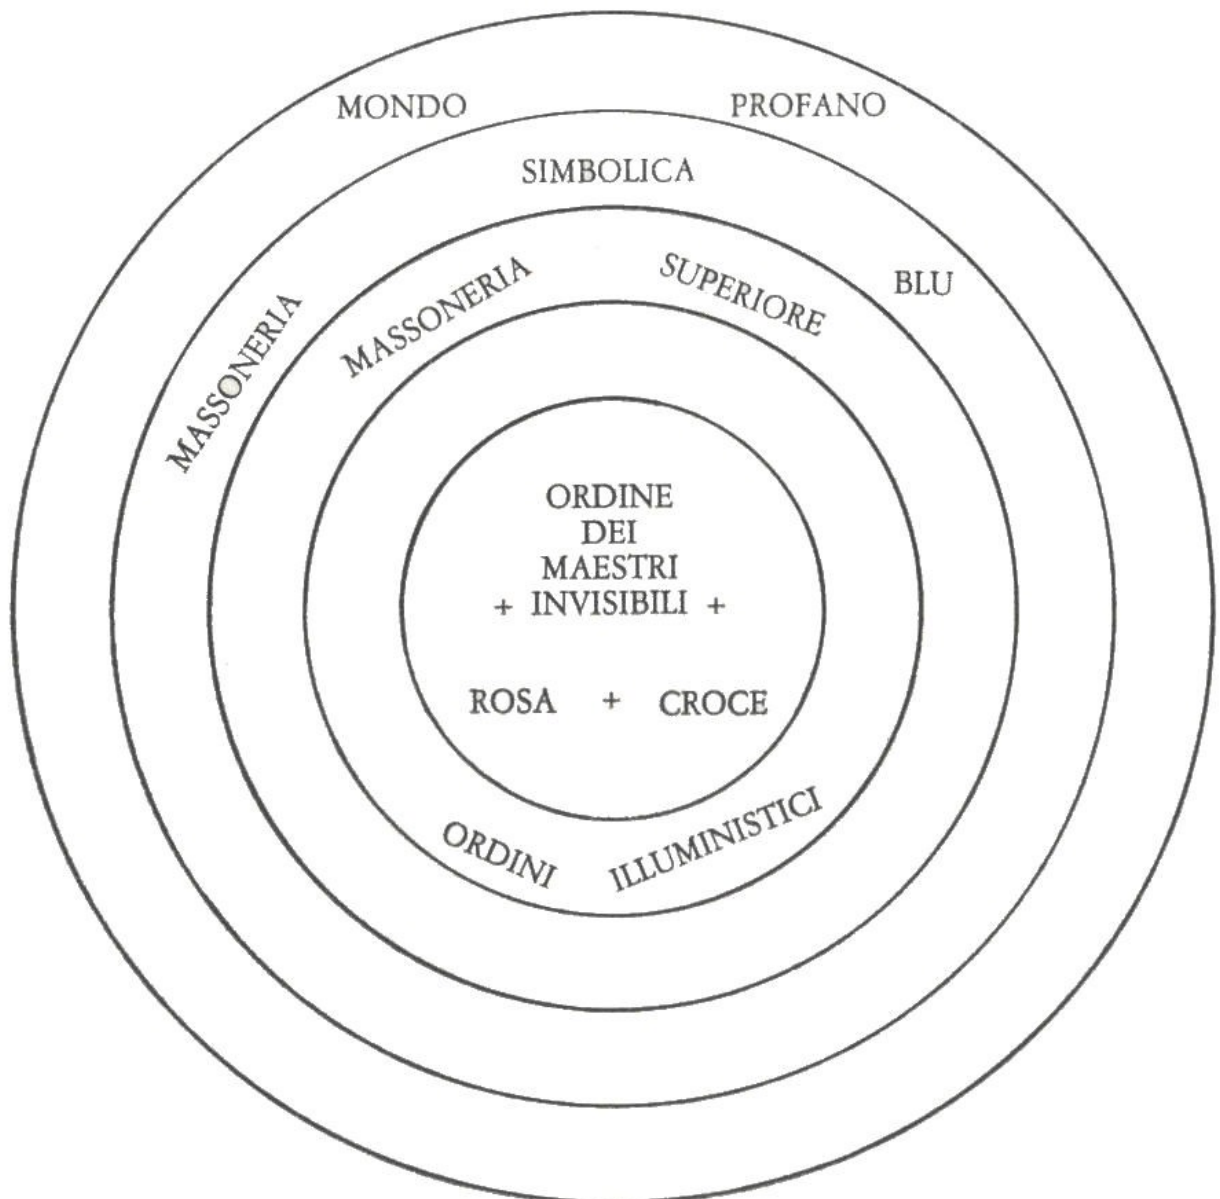 MONDO PROFANO
MASSONERIA SIMBOLICA BLU
MASSONERIA SUPERIORE
ORDINE
DEI
MAESTRI
+ INVISIBILI +
ROSA + CROCE
ORDINI ILLUMINISTICI